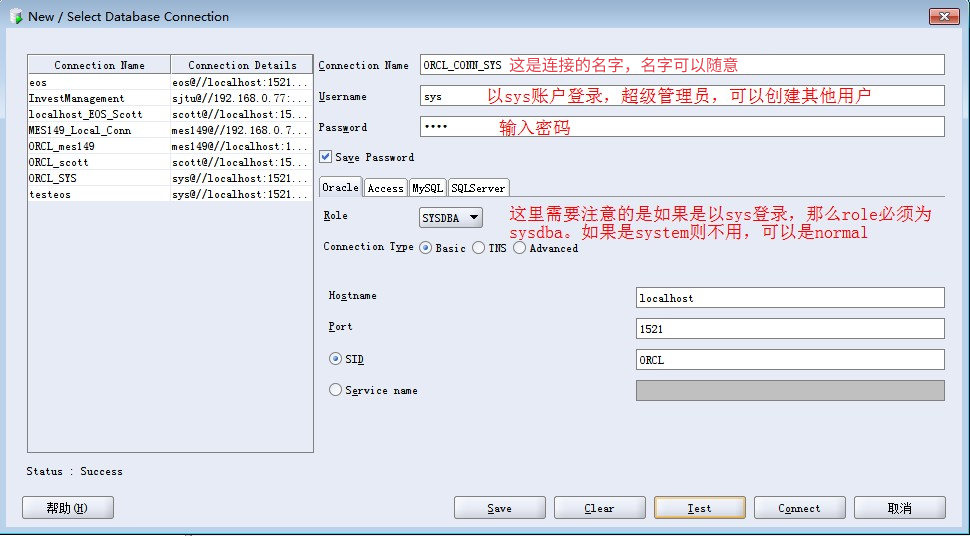 New / Select Database Connection
Connection Name Connection Details
eos eos@//localhost:1521...
InvestManagement sjtu@//192.168.0.77:...
localhost_EOS_Scott scott@//localhost:15...
MES149_Local_Conn mes149@//192.168.0.7...
ORCL_mes149 mes149@//localhost:1...
ORCL_scott scott@//localhost:15...
ORCL_SYS sys@//localhost:1521...
testeos sys@//localhost:1521...
Connection Name ORCL_CONN_SYS 这是连接的名字，名字可以随意
Username sys 以sys账户登录，超级管理员，可以创建其他用户
Password •••• 输入密码
Save Password
Oracle Access MySQL SQLServer
Role SYSDBA 这里需要注意的是如果是以sys登录，那么role必须为
sysdba。如果是system则不用，可以是normal
Connection Type Basic TNS Advanced
Hostname localhost
Port 1521
SID ORCL
Service name
Status : Success
帮助(H) Save Clear Test Connect 取消